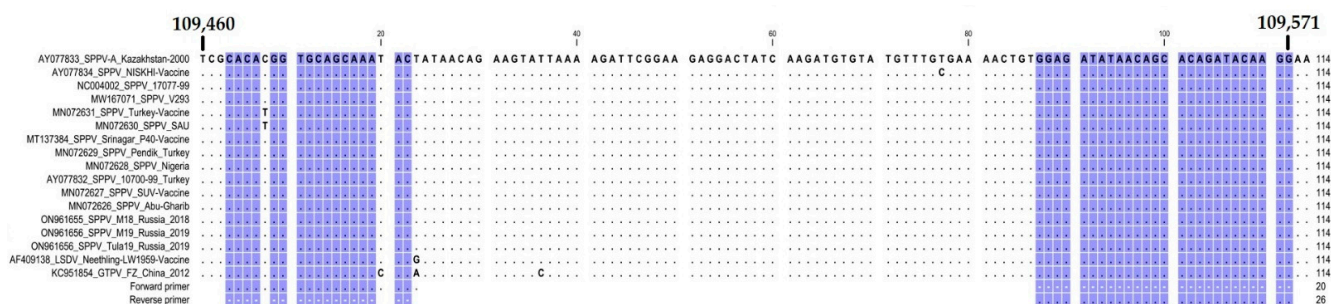 109,460 109,571
20 40 60 80 100
AY077833_SPPV-A_Kazakhstan-2000 TCGCACACGG TGCAGCAAAT ACTATAACAG AAGTATTAAA AGATTCGGAA GAGGACTATC AAGATGTGTA TGTTTGTGAA AACTGTGGAG ATATAACAGC ACAGATACAA GGAA 114
AY077834_SPPV_NISKHI-Vaccine C 114
NC004002_SPPV_17077-99 114
MW167071_SPPV_V293 114
MN072631_SPPV_Turkey-Vaccine T 114
MN072630_SPPV_SAU T 114
MT137384_SPPV_Srinagar_P40-Vaccine 114
MN072629_SPPV_Pendik_Turkey 114
MN072628_SPPV_Nigeria 114
AY077832_SPPV_10700-99_Turkey 114
MN072627_SPPV_SUV-Vaccine 114
MN072626_SPPV_Abu-Gharib 114
ON961655_SPPV_M18_Russia_2018 114
ON961656_SPPV_M19_Russia_2019 114
ON961656_SPPV_Tula19_Russia_2019 114
AF409138_LSDV_Neethling-LW1959-Vaccine G 114
KC951854_GTPV_FZ_China_2012 C A C 114
Forward primer 20
Reverse primer 26